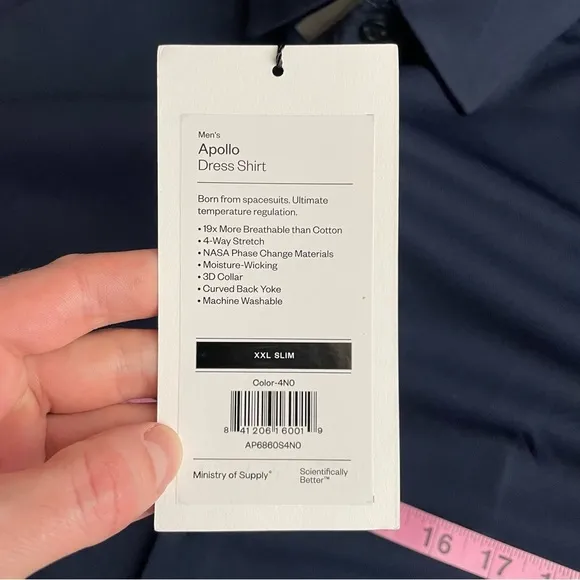 Men's
Apollo
Dress Shirt
Born from spacesuits. Ultimate
temperature regulation.
• 19x More Breathable than Cotton
• 4-Way Stretch
• NASA Phase Change Materials
• Moisture-Wicking
• 3D Collar
• Curved Back Yoke
• Machine Washable
XXL SLIM
Color-4N0
8 41206 16001 9
AP6860S4N0
Ministry of Supply®
Scientifically
Better™
16 17